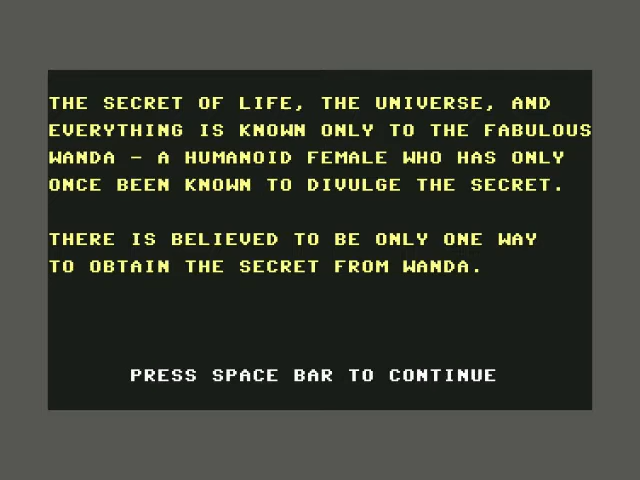 THE SECRET OF LIFE, THE UNIVERSE, AND
EVERYTHING IS KNOWN ONLY TO THE FABULOUS
WANDA - A HUMANOID FEMALE WHO HAS ONLY
ONCE BEEN KNOWN TO DIVULGE THE SECRET.
THERE IS BELIEVED TO BE ONLY ONE WAY
TO OBTAIN THE SECRET FROM WANDA.
PRESS SPACE BAR TO CONTINUE